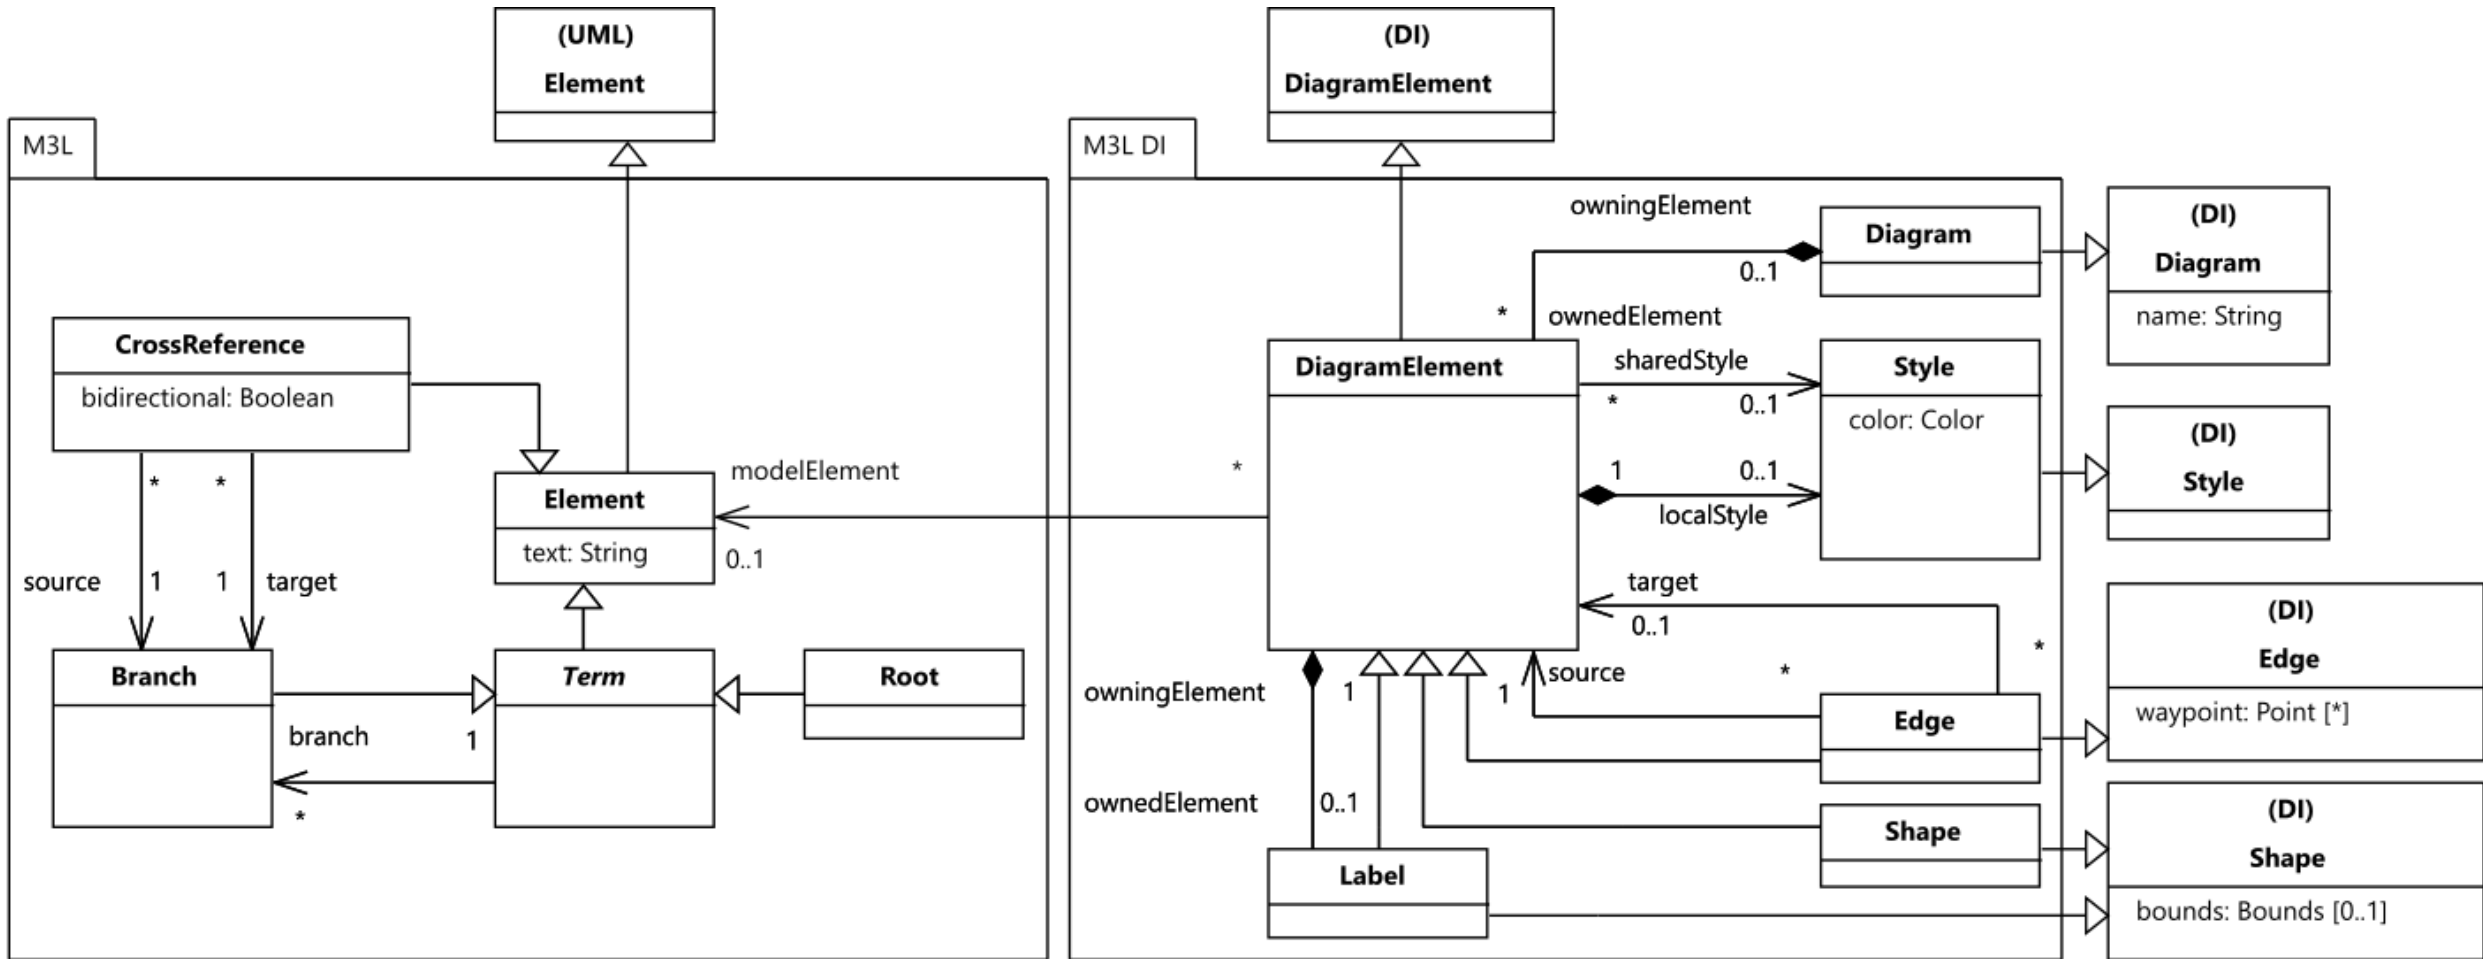 (UML)
Element
(DI)
DiagramElement
M3L
M3L DI
owningElement
Diagram
0..1
(DI)
Diagram
name: String
* ownedElement
CrossReference
bidirectional: Boolean
DiagramElement
sharedStyle
* 0..1
Style
color: Color
(DI)
Style
* *
modelElement *
Element
text: String
0..1
1 0..1
localStyle
source 1 1 target
target
0..1
*
(DI)
Edge
waypoint: Point [*]
Branch
Term
Root
branch 1
*
owningElement 1
1 source *
Edge
ownedElement 0..1
Shape
(DI)
Shape
bounds: Bounds [0..1]
Label